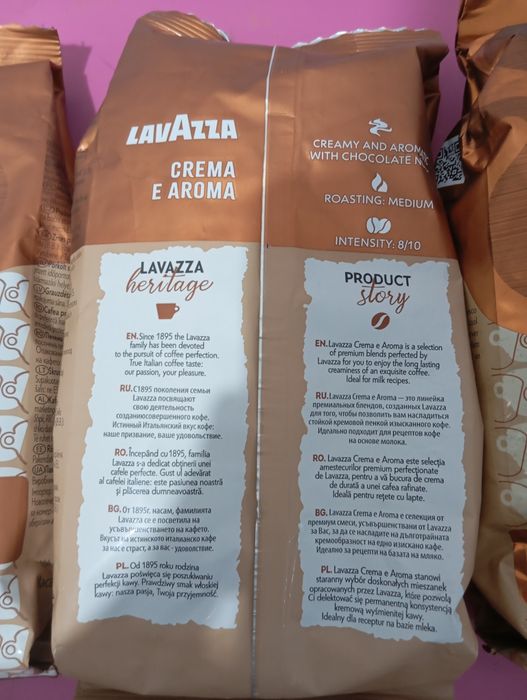 LAVAZZA
CREMA
E AROMA
CREAMY AND AROMATIC
WITH CHOCOLATE
ROASTING: MEDIUM
INTENSITY: 8/10
LAVAZZA
heritage
EN. Since 1895 the Lavazza
family has been devoted
to the pursuit of coffee perfection.
True Italian coffee taste:
our passion, your pleasure.
RU. С1895 поколения семьи
Lavazza посвящают
свою деятельность
созданиюсовершенного кофе.
Истинный Итальянский вкус кофе:
наше призвание, ваше удовольствие.
RO. Începând cu 1895, familia
Lavazza s-a dedicat obținerii unei
cafele perfecte. Gust ul adevărat
al cafelei italiene: este pasiunea noastră
și plăcerea dumneavoastră.
BG. От 1895г. насам, фамилията
Lavazza се е посветила на
усъвършенстването на кафето.
Вкусът на истинското италианско кафе
за нас е страст, а за вас - удоволствие.
PL. Od 1895 roku rodzina
Lavazza poświęca się poszukiwaniu
perfekcji kawy. Prawdziwy smak włoskiej
kawy: nasza pasja, Twoja przyjemność.
PRODUCT
story
EN. Lavazza Crema e Aroma is a selection
of premium blends perfected by
Lavazza for you to enjoy the long lasting
creaminess of an exquisite coffee.
Ideal for milk recipes.
RU. Lavazza Crema e Aroma — это линейка
премиальных блендов, созданных Lavazza
для того, чтобы позволить вам насладиться
стойкой кремовой пенкой изысканного кофе.
Идеально подходит для рецептов кофе
на основе молока.
RO. Lavazza Crema e Aroma este selecția
amestecurilor premium perfecționate
de Lavazza, pentru a vă bucura de crema
de durată a unei cafea rafinate.
Ideală pentru rețete cu lapte.
BG. Lavazza Crema e Aroma е селекция от
премиум смеси, усъвършенствани от Lavazza
за Вас, за да се насладите на дълготрайната
кремообразност на едно изискано кафе.
Идеално за рецепти на базата на мляко.
PL. Lavazza Crema e Aroma stanowi
staranny wybór doskonałych mieszanek
opracowanych przez Lavazza, które pozwolą
Ci delektować się permanentną konsystencją
kremową wyśmienitej kawy.
Idealny dla receptur na bazie mleka.